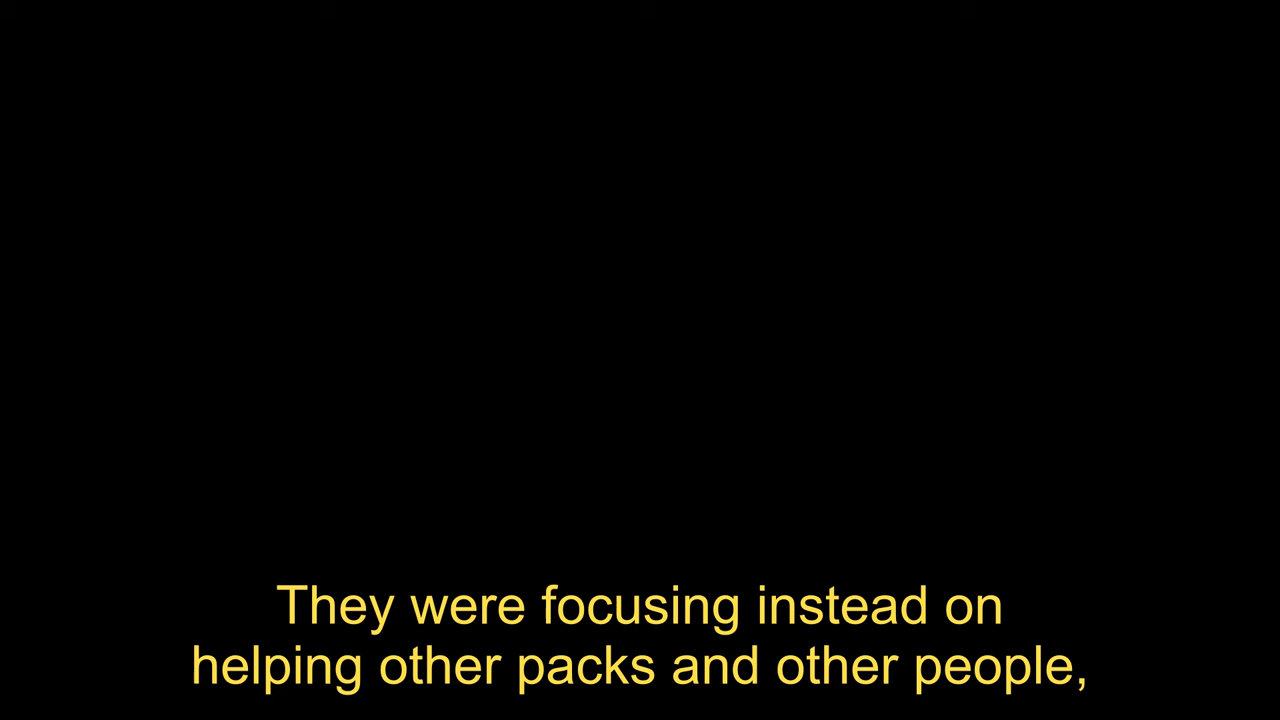 They were focusing instead on
helping other packs and other people,